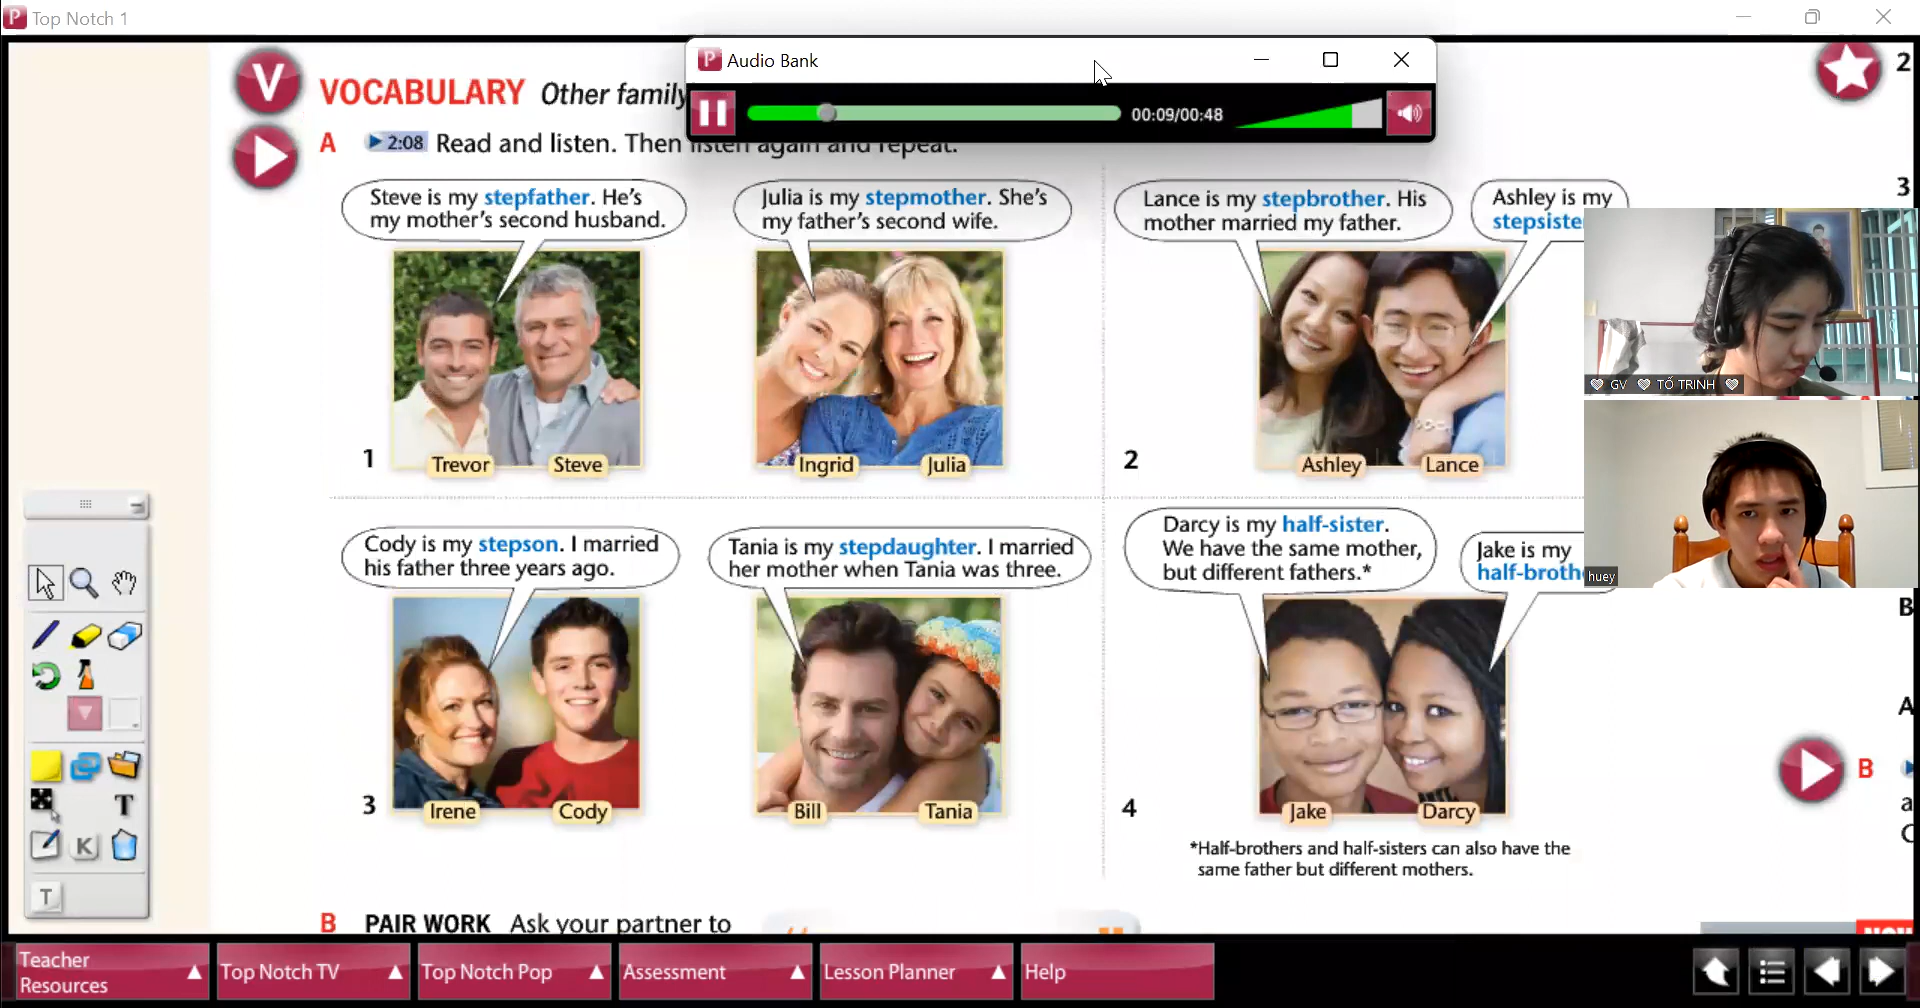 Top Notch 1
Audio Bank
00:09/00:48
VOCABULARY Other family
A 2:08 Read and listen. Then listen again and repeat.
Steve is my stepfather. He's
my mother's second husband.
Julia is my stepmother. She's
my father's second wife.
Lance is my stepbrother. His
mother married my father.
Ashley is my
stepsiste
1
Trevor
Steve
Ingrid
Julia
2
Ashley
Lance
Cody is my stepson. I married
his father three years ago.
Tania is my stepdaughter. I married
her mother when Tania was three.
Darcy is my half-sister.
We have the same mother,
but different fathers.*
Jake is my
half-broth
3
Irene
Cody
Bill
Tania
4
Jake
Darcy
*Half-brothers and half-sisters can also have the
same father but different mothers.
B PAIR WORK Ask your partner to
2
3
GV TỐ TRINH
huey
B
A
B
a
C
V
T
K
T
Teacher
Resources
Top Notch TV
Top Notch Pop
Assessment
Lesson Planner
Help